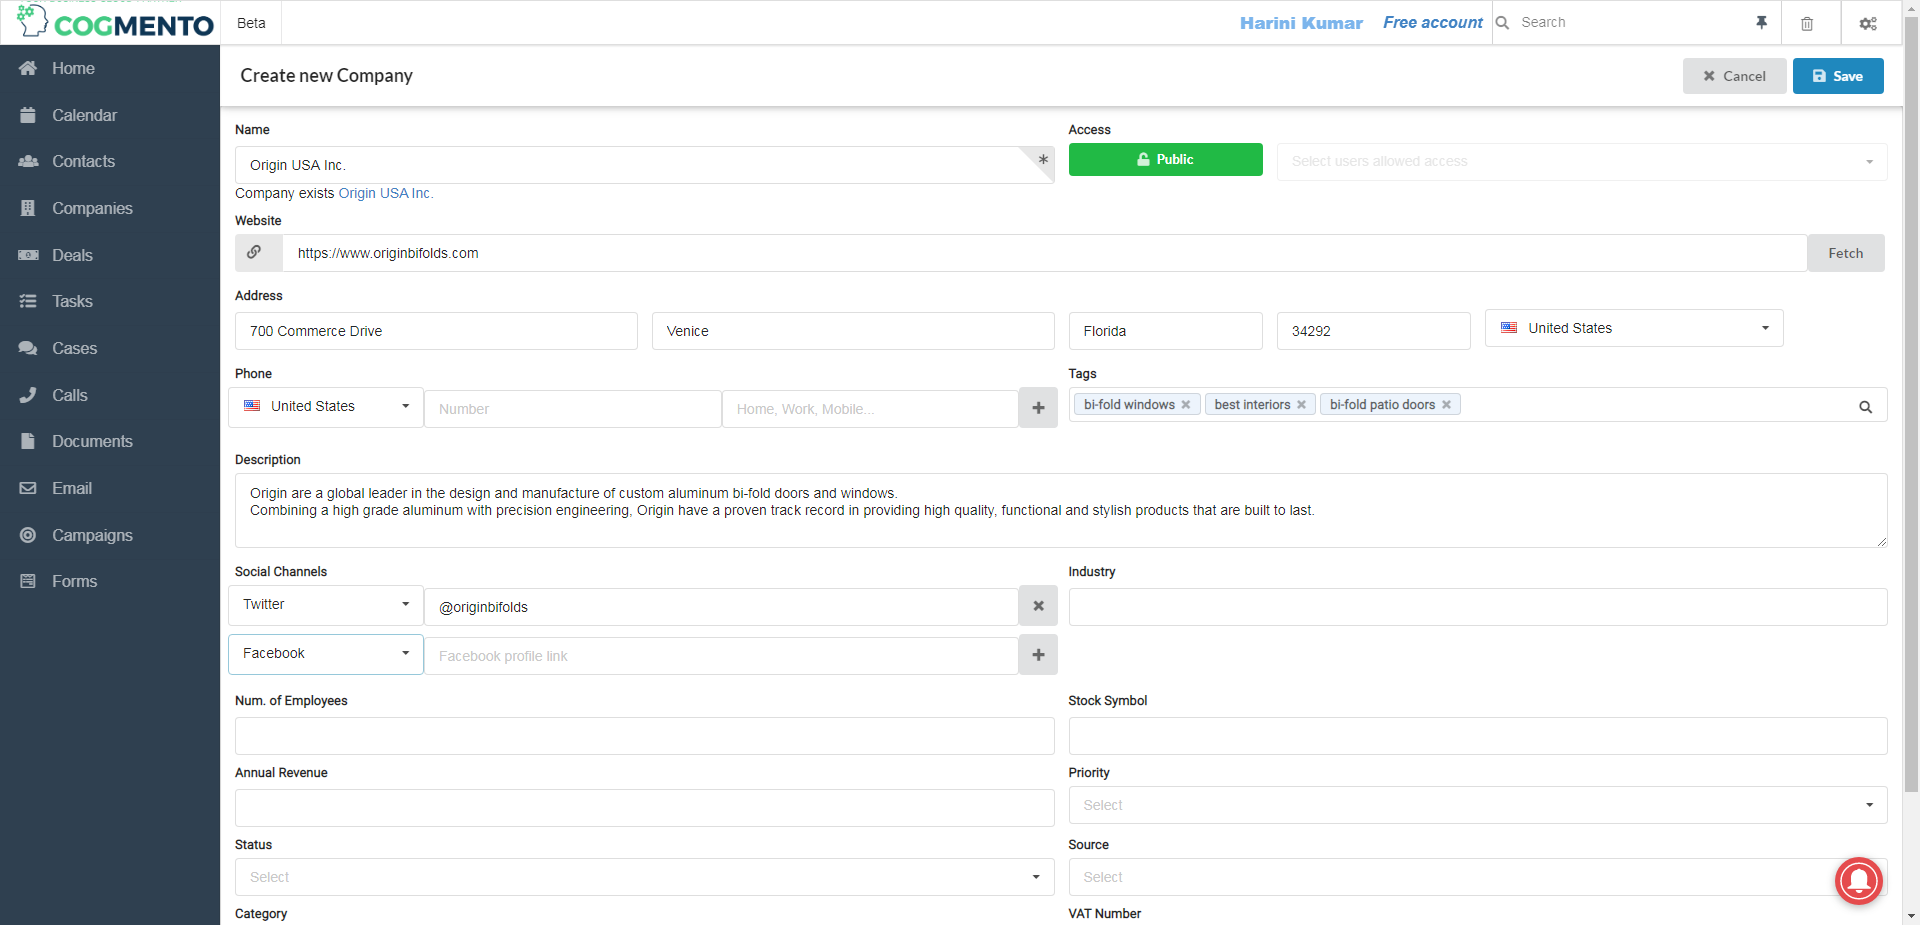 COGMENTO
Beta
Harini Kumar
Free account
Search
Home
Calendar
Contacts
Companies
Deals
Tasks
Cases
Calls
Documents
Email
Campaigns
Forms
Create new Company
Cancel
Save
Name
Access
Origin USA Inc.
*
Public
Select users allowed access
Company exists Origin USA Inc.
Website
https://www.originbifolds.com
Fetch
Address
700 Commerce Drive
Venice
Florida
34292
United States
Phone
Tags
United States
Number
Home, Work, Mobile...
bi-fold windows
best interiors
bi-fold patio doors
Description
Origin are a global leader in the design and manufacture of custom aluminum bi-fold doors and windows.
Combining a high grade aluminum with precision engineering, Origin have a proven track record in providing high quality, functional and stylish products that are built to last.
Social Channels
Industry
Twitter
@originbifolds
Facebook
Facebook profile link
Num. of Employees
Stock Symbol
Annual Revenue
Priority
Select
Status
Source
Select
Select
Category
VAT Number